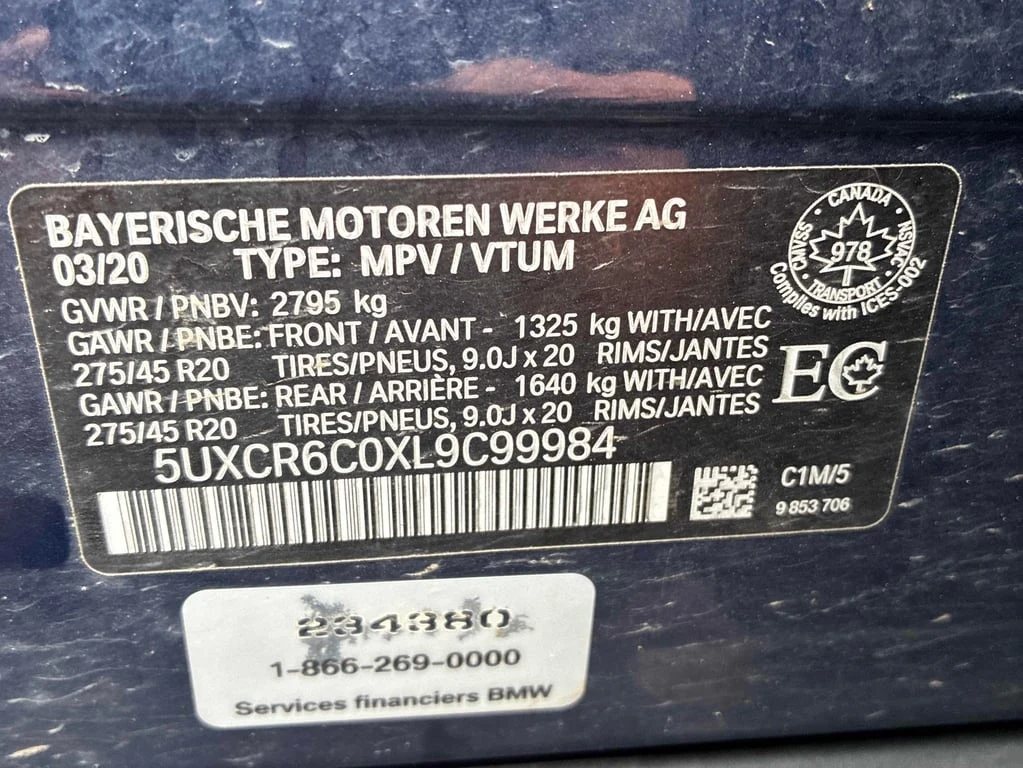 BAYERISCHE MOTOREN WERKE AG
03/20 TYPE: MPV / VTUM
GVWR / PNBV: 2795 kg
GAWR / PNBE: FRONT / AVANT - 1325 kg WITH/AVEC
275/45 R20 TIRES/PNEUS, 9.0J x 20 RIMS/JANTES
GAWR / PNBE: REAR / ARRIÈRE - 1640 kg WITH/AVEC
275/45 R20 TIRES/PNEUS, 9.0J x 20 RIMS/JANTES
5UXCR6C0XL9C99984
CANADA
CMVSS NSVAC
978
TRANSPORT
Complies with ICES-002
EC
C1M/5
9 853 706
234380
1-866-269-0000
Services financiers BMW